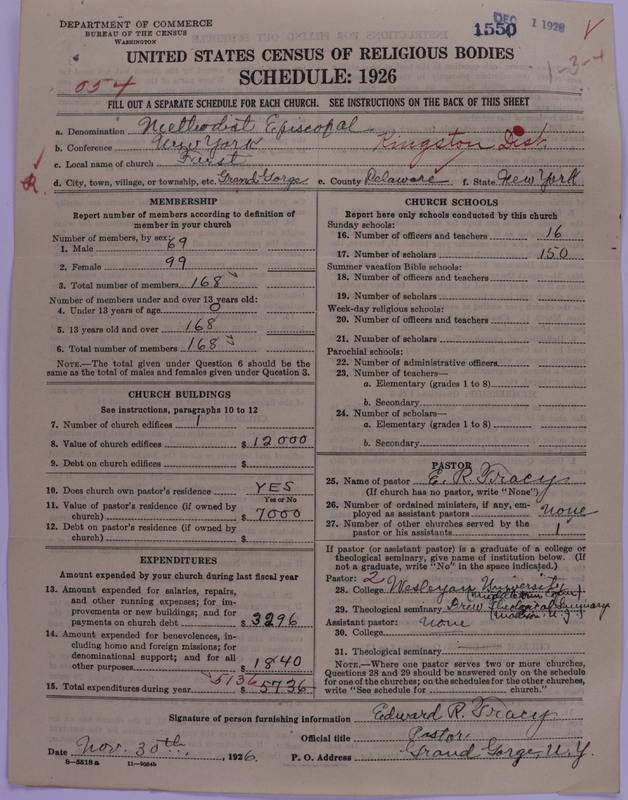 DEPARTMENT OF COMMERCE
BUREAU OF THE CENSUS
WASHINGTON
1550
DEC 1 1926
UNITED STATES CENSUS OF RELIGIOUS BODIES
SCHEDULE: 1926
054
1-3-4
FILL OUT A SEPARATE SCHEDULE FOR EACH CHURCH. SEE INSTRUCTIONS ON THE BACK OF THIS SHEET
a. Denomination Methodist Episcopal
b. Conference New York Kingston Dist.
c. Local name of church First
d. City, town, village, or township, etc. Grand Gorge e. County Delaware f. State New York
MEMBERSHIP
Report number of members according to definition of
member in your church
Number of members, by sex:
1. Male 69
2. Female 99
3. Total number of members 168
Number of members under and over 13 years old:
4. Under 13 years of age 0
5. 13 years old and over 168
6. Total number of members 168
NOTE.—The total given under Question 6 should be the
same as the total of males and females given under Question 3.
CHURCH BUILDINGS
See instructions, paragraphs 10 to 12
7. Number of church edifices 1
8. Value of church edifices $ 12000
9. Debt on church edifices $
10. Does church own pastor's residence YES
Yes or No
11. Value of pastor's residence (if owned by
church) $ 7000
12. Debt on pastor's residence (if owned by
church) $
EXPENDITURES
Amount expended by your church during last fiscal year
13. Amount expended for salaries, repairs,
and other running expenses; for im-
provements or new buildings; and for
payments on church debt $ 3296
14. Amount expended for benevolences, in-
cluding home and foreign missions; for
denominational support; and for all
other purposes $ 1840
15. Total expenditures during year 5136 $ 5736
CHURCH SCHOOLS
Report here only schools conducted by this church
Sunday schools:
16. Number of officers and teachers 16
17. Number of scholars 150
Summer vacation Bible schools:
18. Number of officers and teachers
19. Number of scholars
Week-day religious schools:
20. Number of officers and teachers
21. Number of scholars
Parochial schools:
22. Number of administrative officers
23. Number of teachers—
a. Elementary (grades 1 to 8)
b. Secondary
24. Number of scholars—
a. Elementary (grades 1 to 8)
b. Secondary
PASTOR
25. Name of pastor E. R. Tracy
(If church has no pastor, write "None")
26. Number of ordained ministers, if any, em-
ployed as assistant pastors none
27. Number of other churches served by the
pastor or his assistants 1
If pastor (or assistant pastor) is a graduate of a college or
theological seminary, give name of institution below. (If
not a graduate, write "No" in the space indicated.)
Pastor: 2
28. College Wesleyan University
(Middletown Conn)
29. Theological seminary Drew Theological Seminary
(Madison N.J.)
Assistant pastor: none
30. College
31. Theological seminary
NOTE.—Where one pastor serves two or more churches,
Questions 28 and 29 should be answered only on the schedule
for one of the churches; on the schedules for the other churches,
write "See schedule for church."
Signature of person furnishing information Edward R. Tracy
Official title Pastor,
Date Nov. 30th, 1926. P. O. Address Grand Gorge, N.Y.
8-5518a 11-9054b